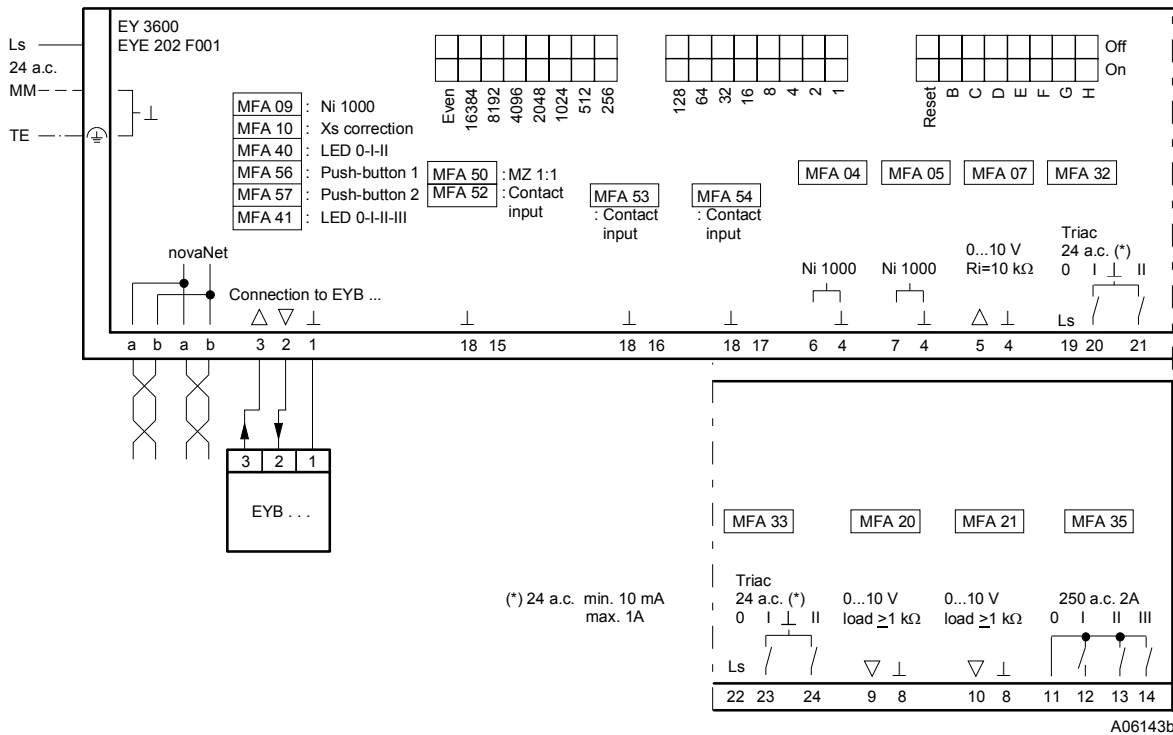 EY 3600
EYE 202 F001
Ls
24 a.c.
MM
TE
Off
On
Even 16384 8192 4096 2048 1024 512 256
128 64 32 16 8 4 2 1
Reset B C D E F G H
MFA 09 : Ni 1000
MFA 10 : Xs correction
MFA 40 : LED 0-I-II
MFA 56 : Push-button 1
MFA 57 : Push-button 2
MFA 41 : LED 0-I-II-III
MFA 50 : MZ 1:1
MFA 52 : Contact
input
MFA 53
: Contact
input
MFA 54
: Contact
input
MFA 04
MFA 05
MFA 07
MFA 32
novaNet
Connection to EYB ...
Ni 1000
Ni 1000
0...10 V
Ri=10 kΩ
Triac
24 a.c. (*)
0 I ⊥ II
Ls
a b a b 3 2 1 18 15 18 16 18 17 6 4 7 4 5 4 19 20 21
3 2 1
EYB . . .
MFA 33
MFA 20
MFA 21
MFA 35
(*) 24 a.c. min. 10 mA
max. 1A
Triac
24 a.c. (*)
0 I ⊥ II
Ls
0...10 V
load ≥1 kΩ
0...10 V
load ≥1 kΩ
250 a.c. 2A
0 I II III
22 23 24 9 8 10 8 11 12 13 14
A06143b